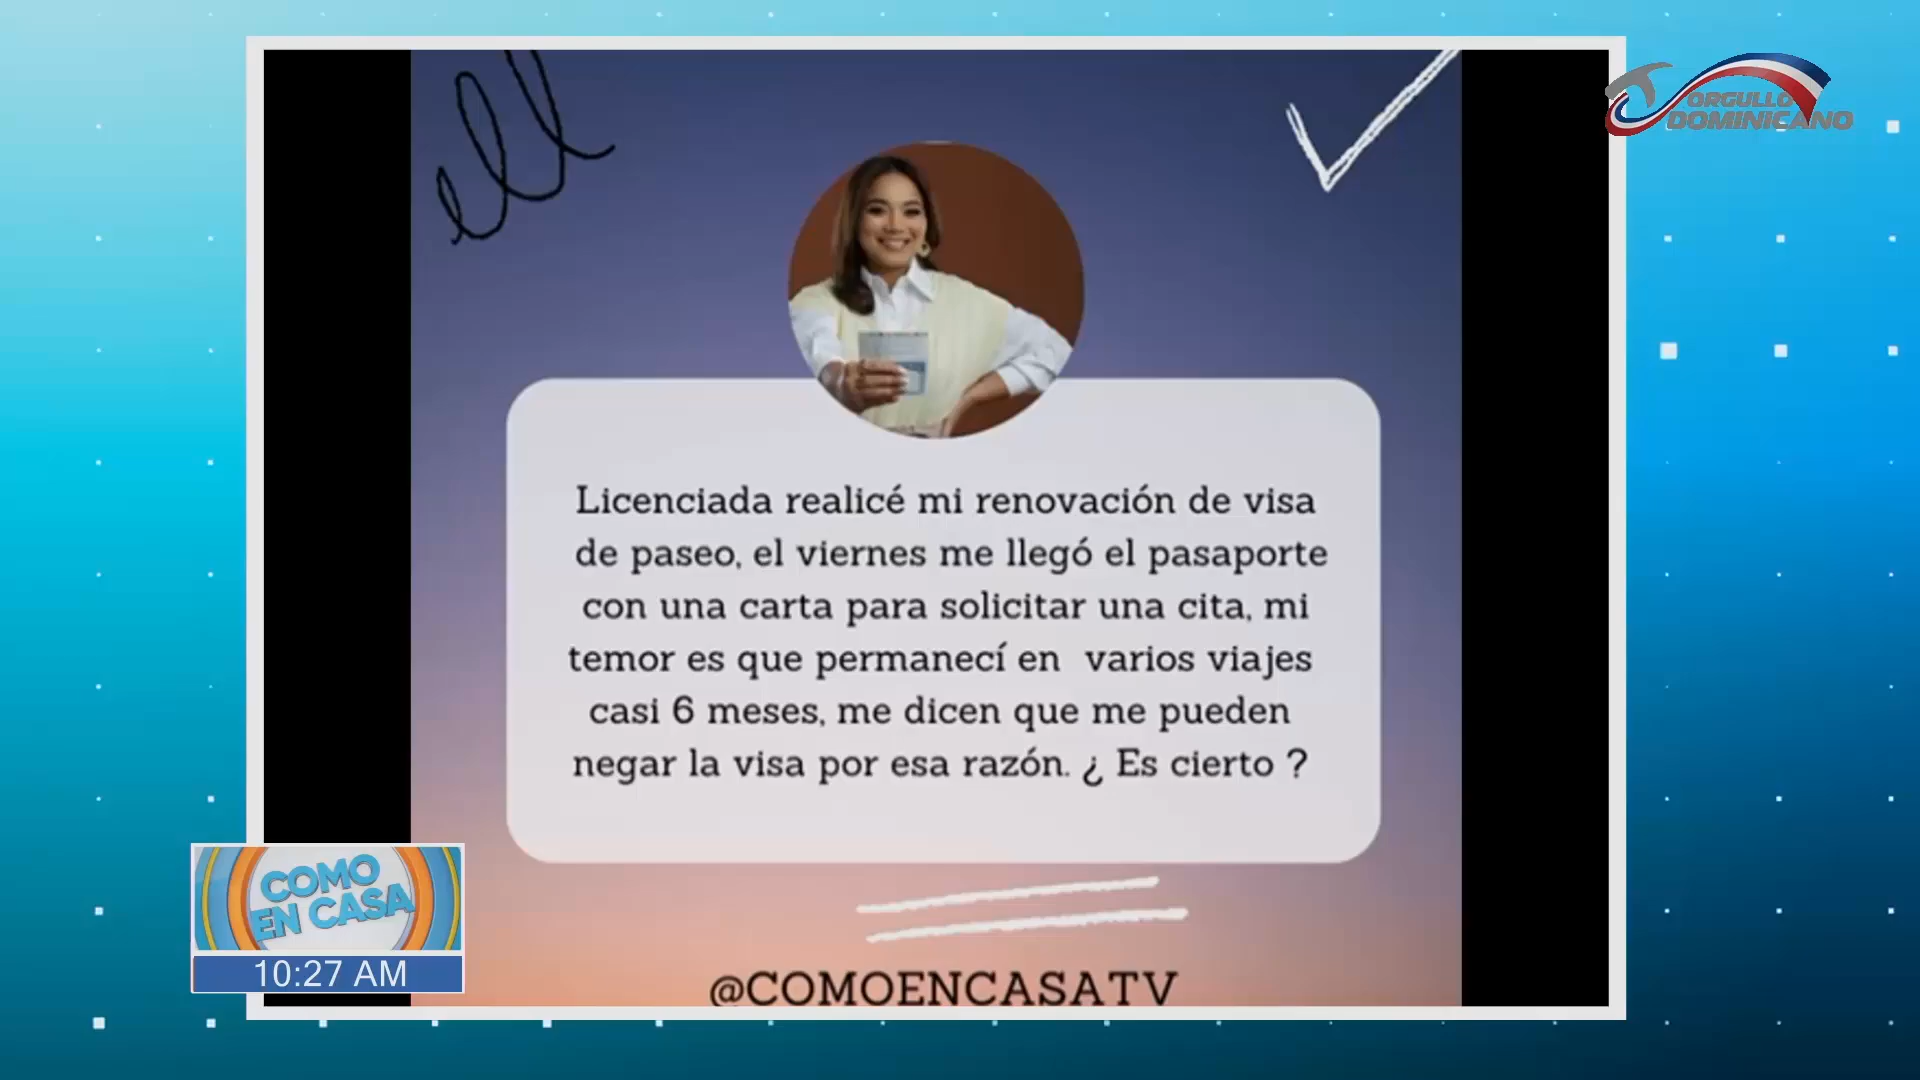 ORGULLO
DOMINICANO
Licenciada realicé mi renovación de visa
de paseo, el viernes me llegó el pasaporte
con una carta para solicitar una cita, mi
temor es que permanecí en varios viajes
casi 6 meses, me dicen que me pueden
negar la visa por esa razón. ¿ Es cierto ?
COMO
EN CASA
10:27 AM
@COMOENCASATV